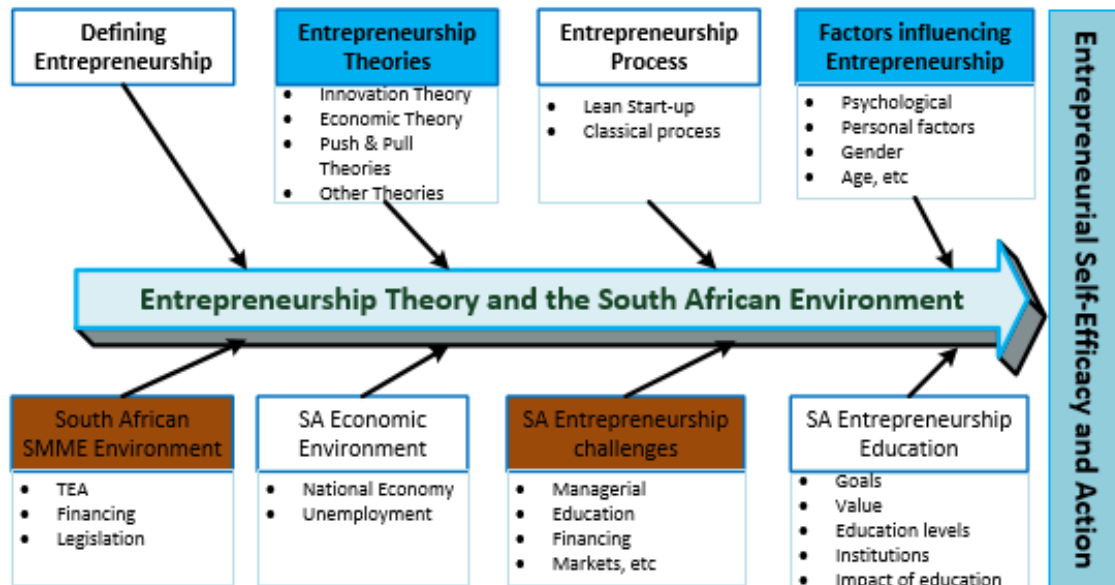 Defining
Entrepreneurship
Entrepreneurship
Theories
• Innovation Theory
• Economic Theory
• Push & Pull
Theories
• Other Theories
Entrepreneurship
Process
• Lean Start-up
• Classical process
Factors influencing
Entrepreneurship
• Psychological
• Personal factors
• Gender
• Age, etc
Entrepreneurship Theory and the South African Environment
South African
SMME Environment
• TEA
• Financing
• Legislation
SA Economic
Environment
• National Economy
• Unemployment
SA Entrepreneurship
challenges
• Managerial
• Education
• Financing
• Markets, etc
SA Entrepreneurship
Education
• Goals
• Value
• Education levels
• Institutions
• Impact of education
Entrepreneurial Self-Efficacy and Action